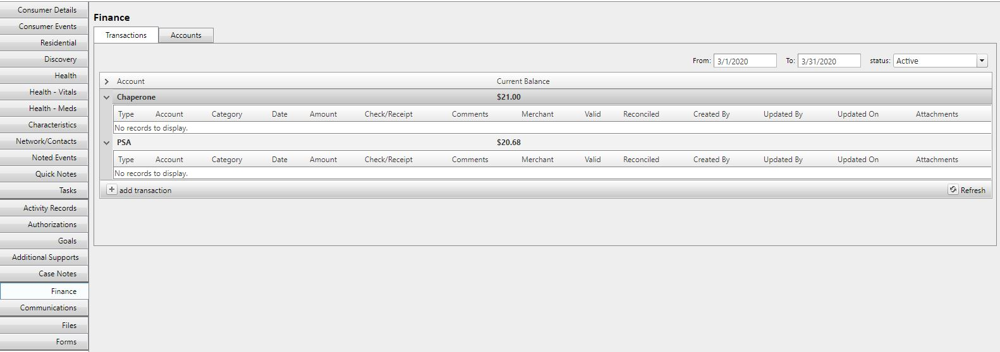 Consumer Details
Consumer Events
Residential
Discovery
Health
Health - Vitals
Health - Meds
Characteristics
Network/Contacts
Noted Events
Quick Notes
Tasks
Activity Records
Authorizations
Goals
Additional Supports
Case Notes
Finance
Communications
Files
Forms
Finance
Transactions Accounts
From: 3/1/2020 To: 3/31/2020 status: Active
Account Current Balance
Chaperone $21.00
Type Account Category Date Amount Check/Receipt Comments Merchant Valid Reconciled Created By Updated By Updated On Attachments
No records to display.
PSA $20.68
Type Account Category Date Amount Check/Receipt Comments Merchant Valid Reconciled Created By Updated By Updated On Attachments
No records to display.
add transaction Refresh